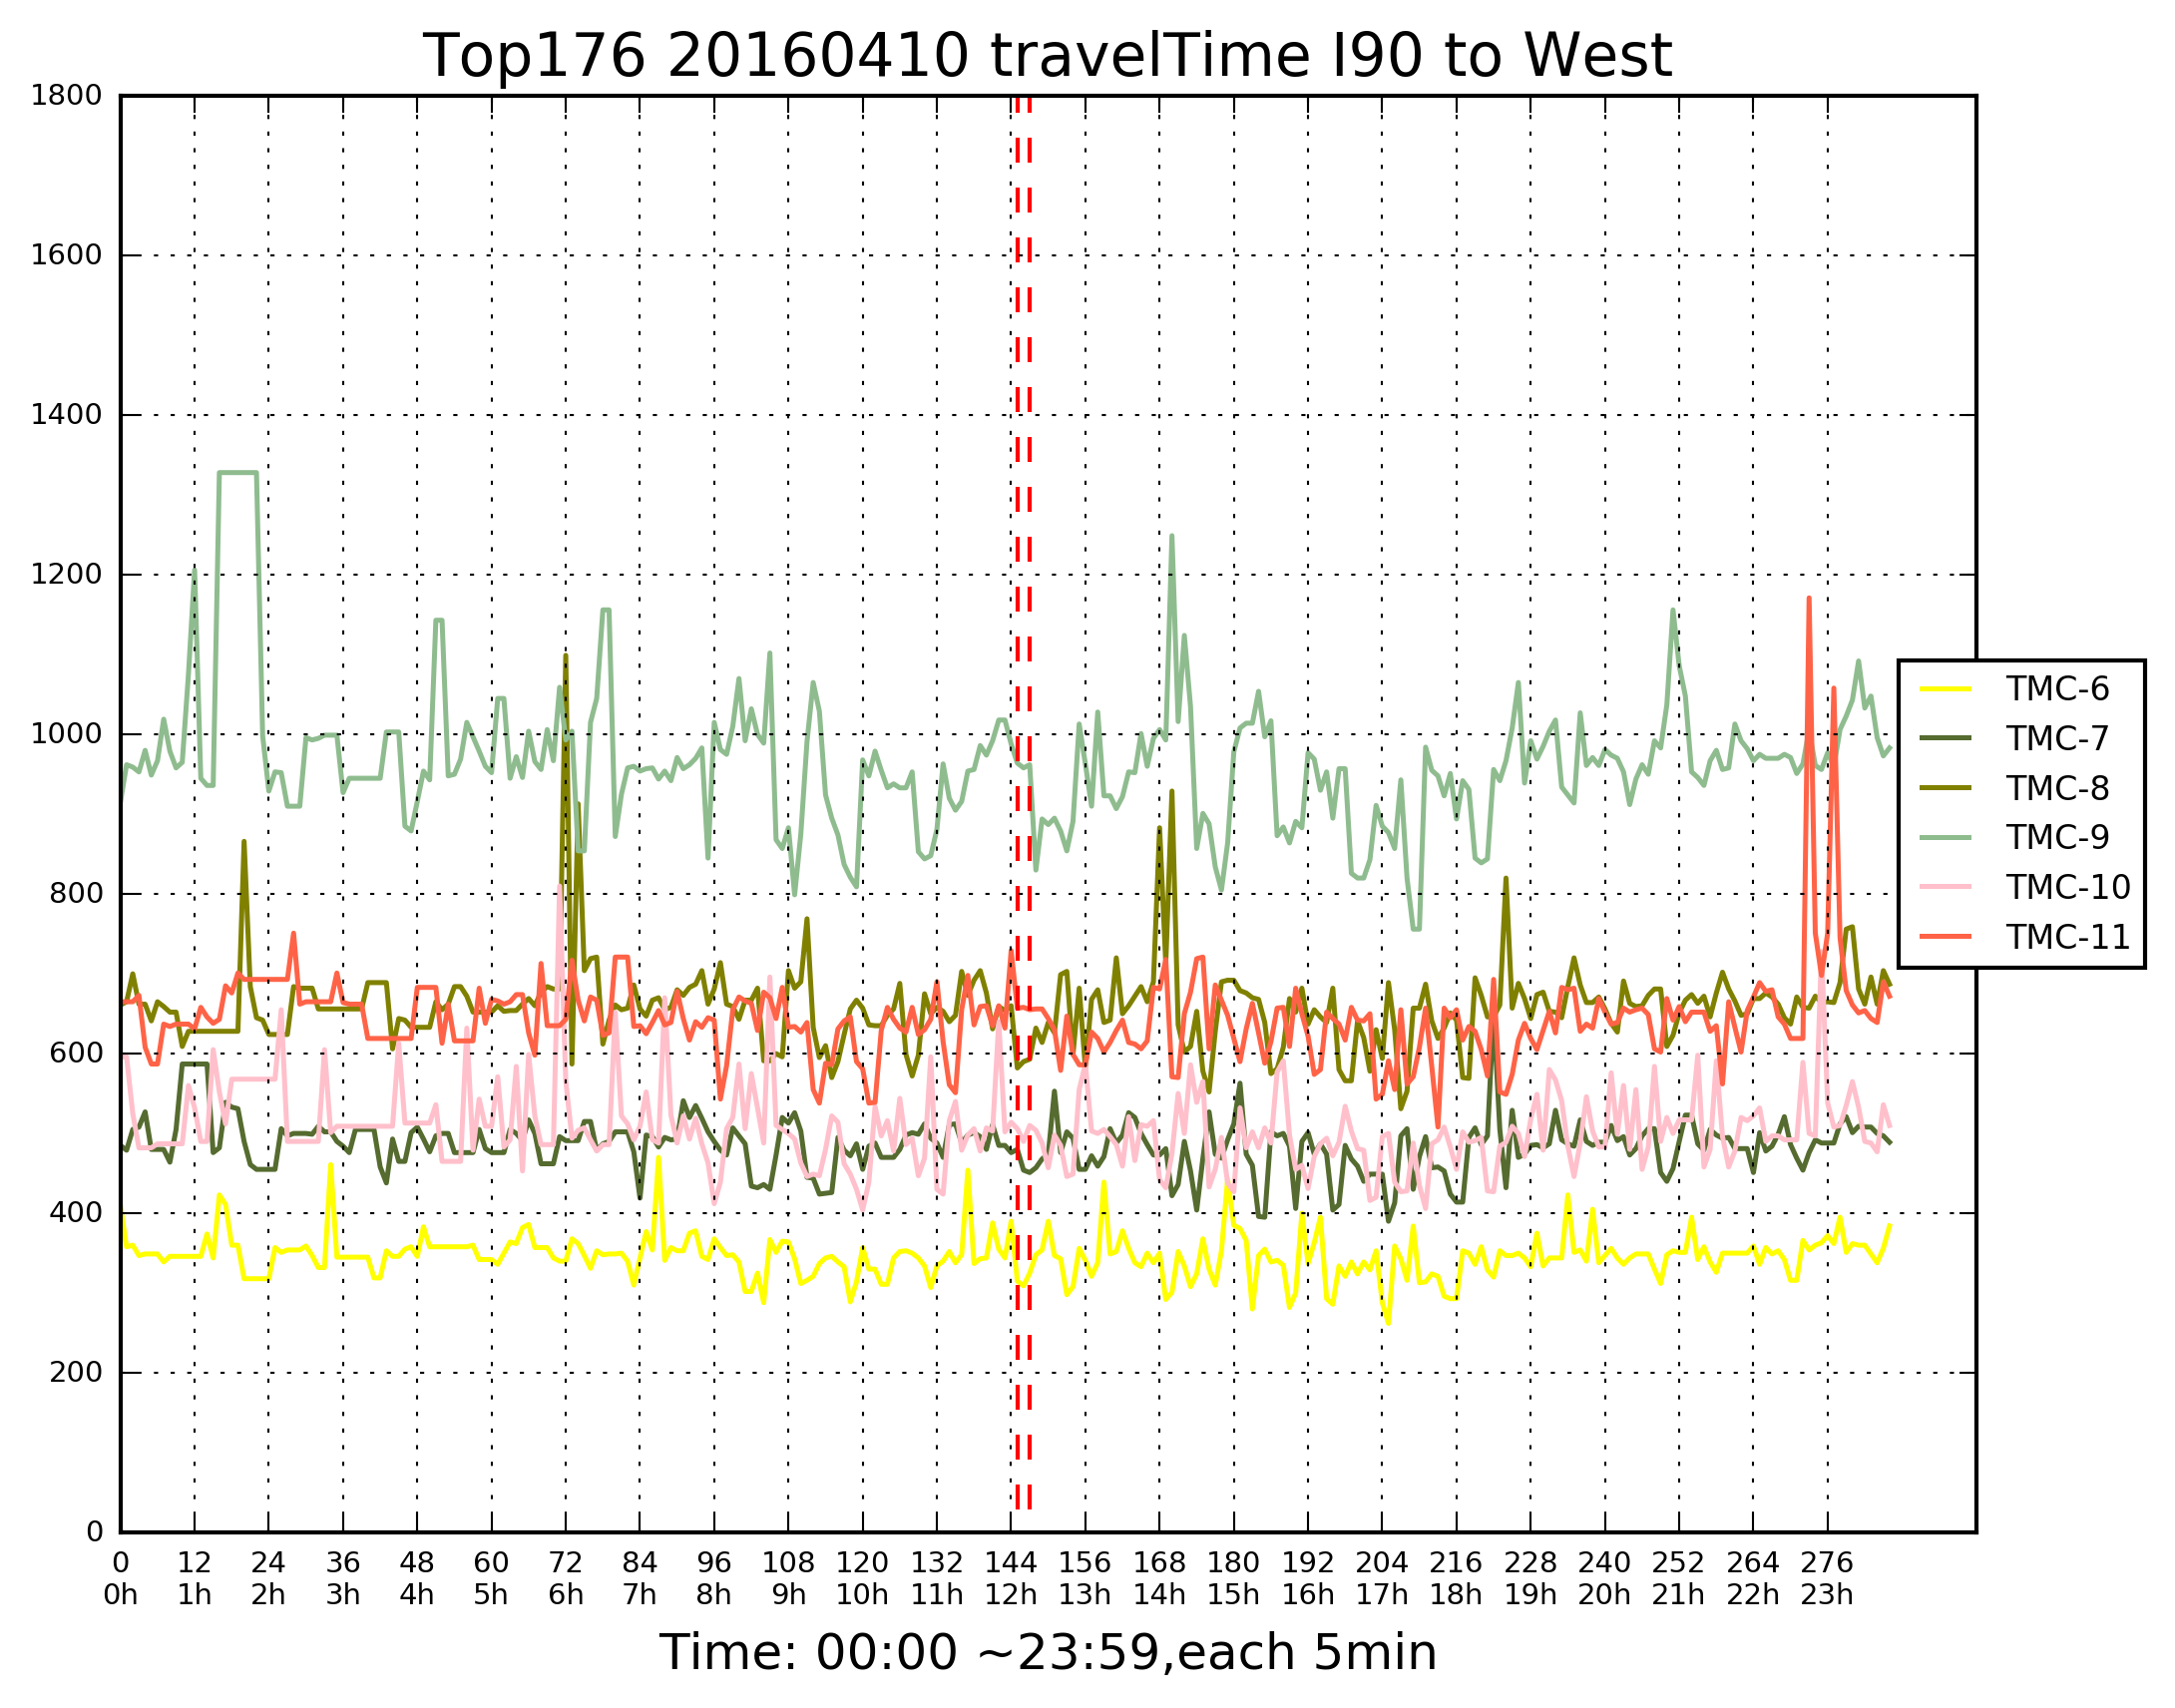 Top176 20160410 travelTime I90 to West
1800
1600
1400
1200
1000
800
600
400
200
0
TMC-6
TMC-7
TMC-8
TMC-9
TMC-10
TMC-11
0 12 24 36 48 60 72 84 96 108 120 132 144 156 168 180 192 204 216 228 240 252 264 276
0h 1h 2h 3h 4h 5h 6h 7h 8h 9h 10h 11h 12h 13h 14h 15h 16h 17h 18h 19h 20h 21h 22h 23h
Time: 00:00 ~23:59,each 5min